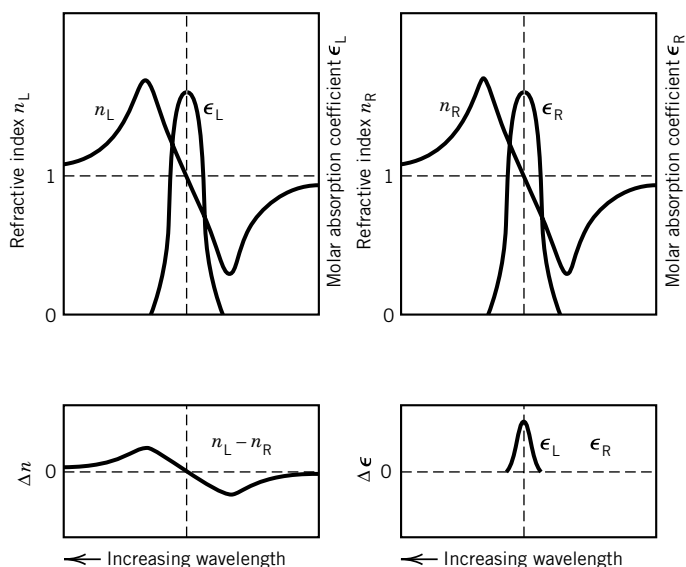 Refractive index n_L
1
0
n_L
ϵ_L
Molar absorption coefficient ϵ_L
Refractive index n_R
1
0
n_R
ϵ_R
Molar absorption coefficient ϵ_R
Δn
0
n_L – n_R
Increasing wavelength
Δϵ
0
ϵ_L ϵ_R
Increasing wavelength